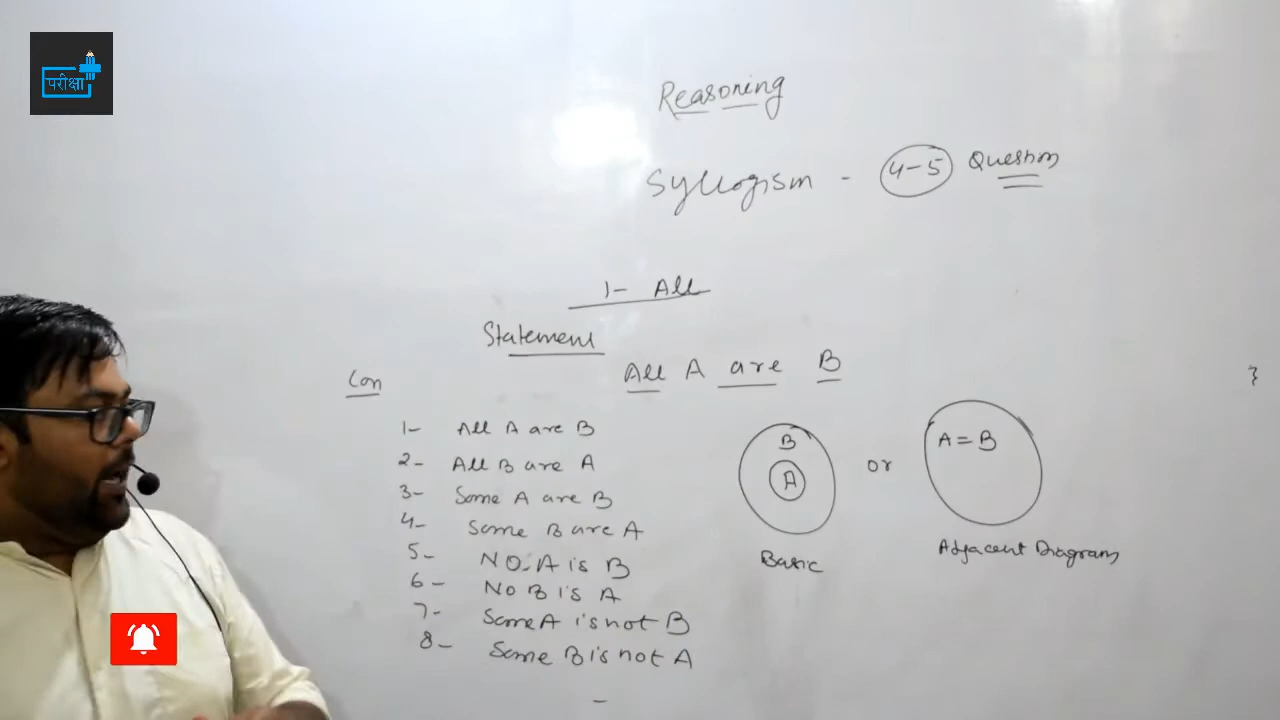 परीक्षा
Reasoning
Syllogism - 4-5 Question
1- All
Statement
All A are B
Con
1- All A are B
2- All B are A
3- Some A are B
4- Some B are A
5- NO A is B
6- No B is A
7- Some A is not B
8- Some B is not A
B
A
Basic
or
A = B
Adjacent Diagram